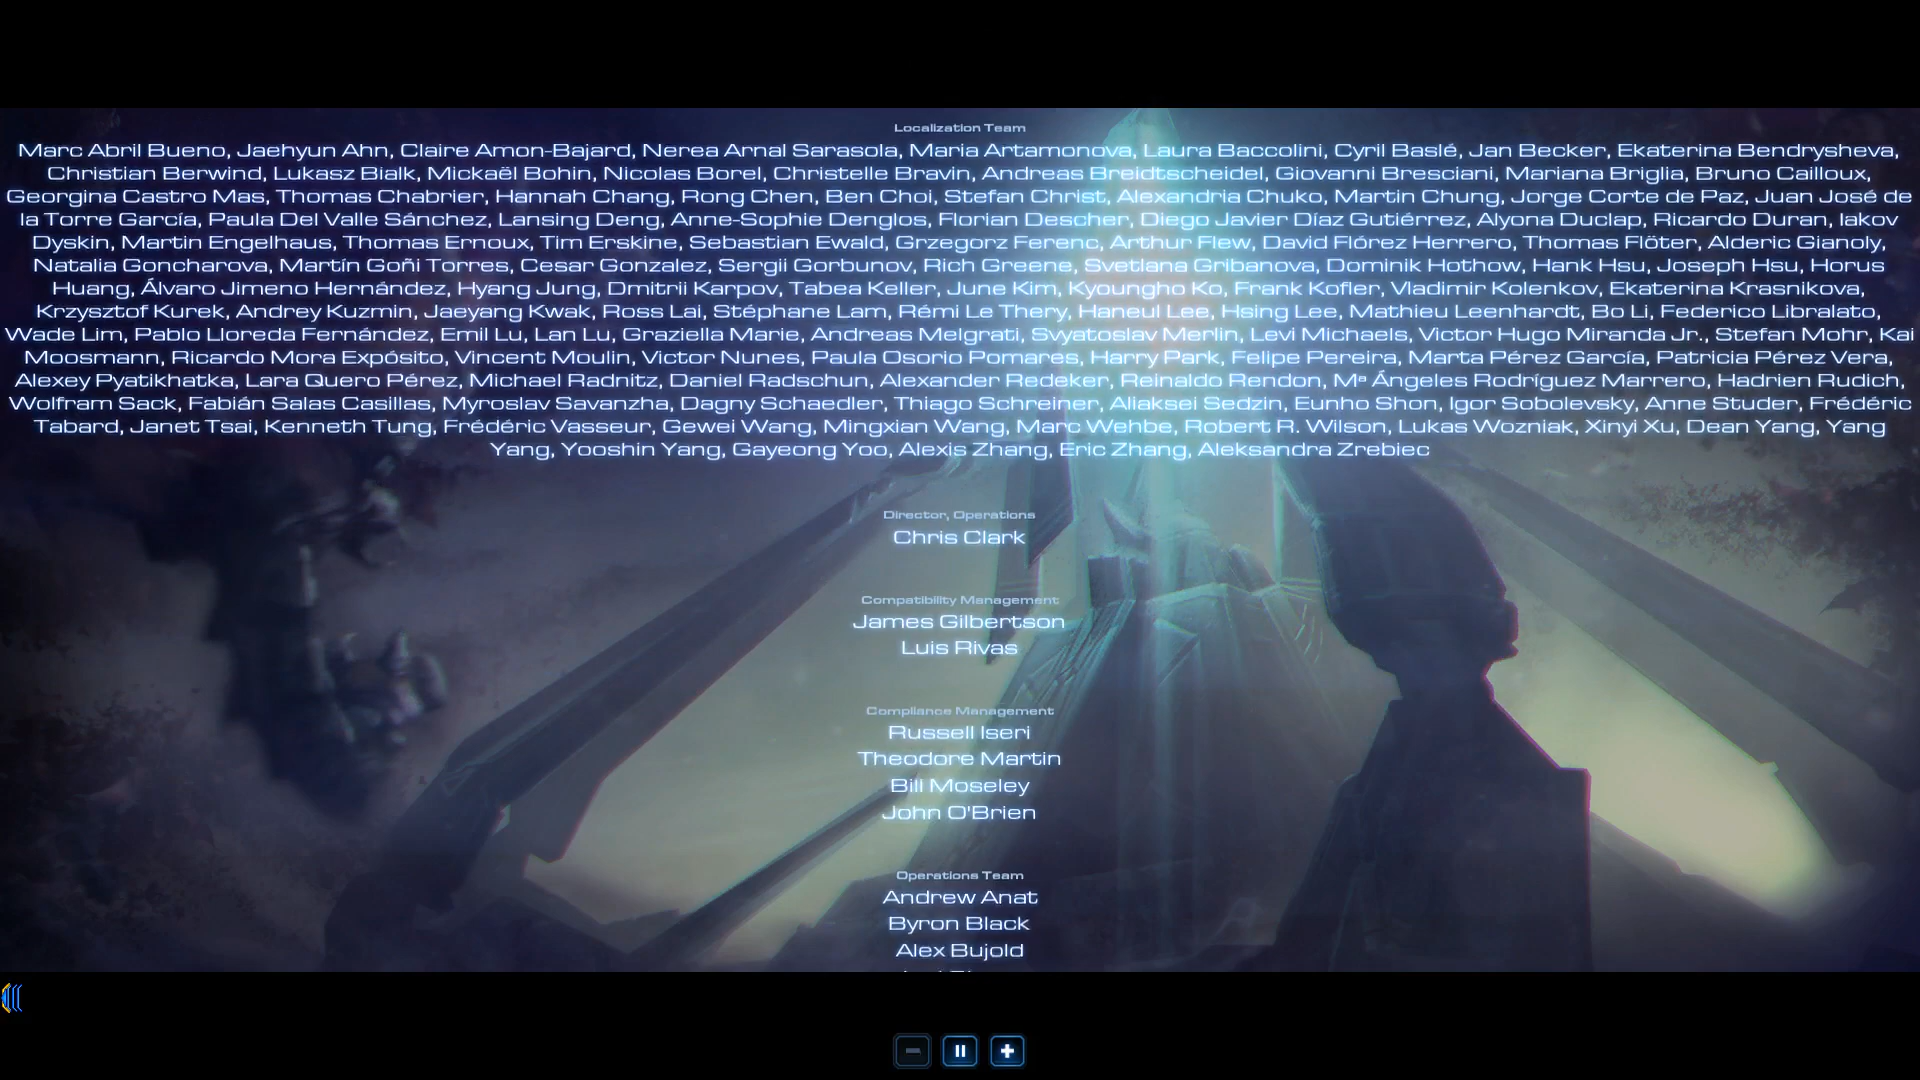 Localization Team
Marc Abril Bueno, Jaehyun Ahn, Claire Amon-Bajard, Nerea Arnal Sarasola, Maria Artamonova, Laura Baccolini, Cyril Baslé, Jan Becker, Ekaterina Bendrysheva,
Christian Berwind, Lukasz Bialk, Mickaël Bohin, Nicolas Borel, Christelle Bravin, Andreas Breidtscheidel, Giovanni Bresciani, Mariana Briglia, Bruno Cailloux,
Georgina Castro Mas, Thomas Chabrier, Hannah Chang, Rong Chen, Ben Choi, Stefan Christ, Alexandria Chuko, Martin Chung, Jorge Corte de Paz, Juan José de
la Torre García, Paula Del Valle Sánchez, Lansing Deng, Anne-Sophie Denglos, Florian Descher, Diego Javier Díaz Gutiérrez, Alyona Duclap, Ricardo Duran, Iakov
Dyskin, Martin Engelhaus, Thomas Ernoux, Tim Erskine, Sebastian Ewald, Grzegorz Ferenc, Arthur Flew, David Flórez Herrero, Thomas Flöter, Alderic Gianoly,
Natalia Goncharova, Martín Goñi Torres, Cesar Gonzalez, Sergii Gorbunov, Rich Greene, Svetlana Gribanova, Dominik Hothow, Hank Hsu, Joseph Hsu, Horus
Huang, Álvaro Jimeno Hernández, Hyang Jung, Dmitrii Karpov, Tabea Keller, June Kim, Kyoungho Ko, Frank Kofler, Vladimir Kolenkov, Ekaterina Krasnikova,
Krzysztof Kurek, Andrey Kuzmin, Jaeyang Kwak, Ross Lai, Stéphane Lam, Rémi Le Thery, Haneul Lee, Hsing Lee, Mathieu Leenhardt, Bo Li, Federico Libralato,
Wade Lim, Pablo Lloreda Fernández, Emil Lu, Lan Lu, Graziella Marie, Andreas Melgrati, Svyatoslav Merlin, Levi Michaels, Victor Hugo Miranda Jr., Stefan Mohr, Kai
Moosmann, Ricardo Mora Expósito, Vincent Moulin, Victor Nunes, Paula Osorio Pomares, Harry Park, Felipe Pereira, Marta Pérez García, Patricia Pérez Vera,
Alexey Pyatikhatka, Lara Quero Pérez, Michael Radnitz, Daniel Radschun, Alexander Redeker, Reinaldo Rendon, Mª Ángeles Rodríguez Marrero, Hadrien Rudich,
Wolfram Sack, Fabián Salas Casillas, Myroslav Savanzha, Dagny Schaedler, Thiago Schreiner, Aliaksei Sedzin, Eunho Shon, Igor Sobolevsky, Anne Studer, Frédéric
Tabard, Janet Tsai, Kenneth Tung, Frédéric Vasseur, Gewei Wang, Mingxian Wang, Marc Wehbe, Robert R. Wilson, Lukas Wozniak, Xinyi Xu, Dean Yang, Yang
Yang, Yooshin Yang, Gayeong Yoo, Alexis Zhang, Eric Zhang, Aleksandra Zrebiec
Director, Operations
Chris Clark
Compatibility Management
James Gilbertson
Luis Rivas
Compliance Management
Russell Iseri
Theodore Martin
Bill Moseley
John O'Brien
Operations Team
Andrew Anat
Byron Black
Alex Bujold